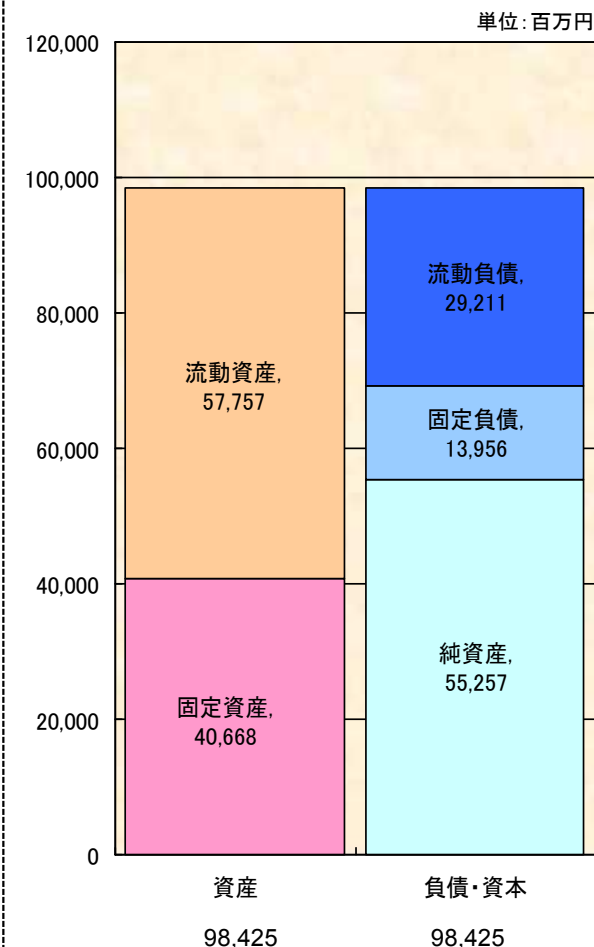 単位：百万円
120,000
100,000
80,000
60,000
40,000
20,000
0
流動資産,
57,757
固定資産,
40,668
流動負債,
29,211
固定負債,
13,956
純資産,
55,257
資産
負債・資本
98,425
98,425